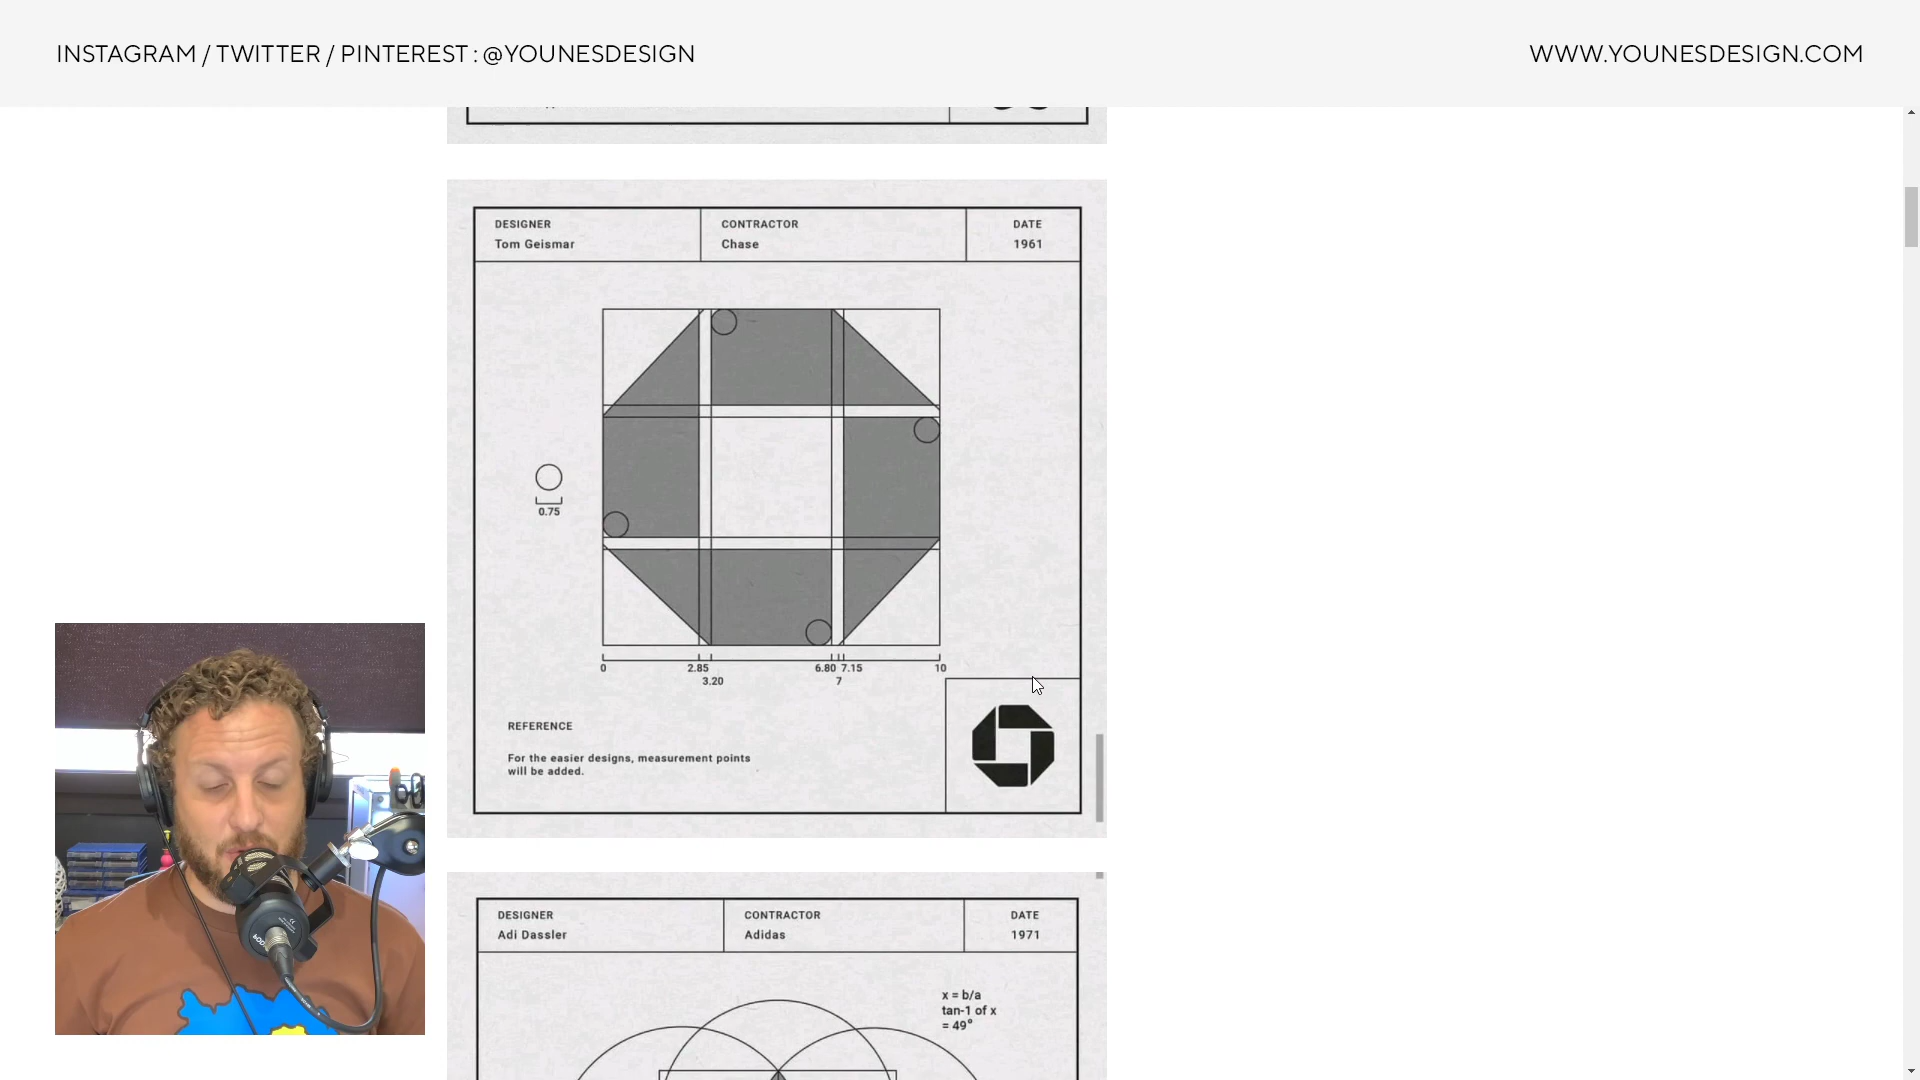 INSTAGRAM / TWITTER / PINTEREST : @YOUNESDESIGN
WWW.YOUNESDESIGN.COM
DESIGNER
Tom Geismar
CONTRACTOR
Chase
DATE
1961
0.75
0
2.85
6.80
7.15
10
3.20
7
REFERENCE
For the easier designs, measurement points
will be added.
DESIGNER
Adi Dassler
CONTRACTOR
Adidas
DATE
1971
x = b/a
tan-1 of x
= 49°